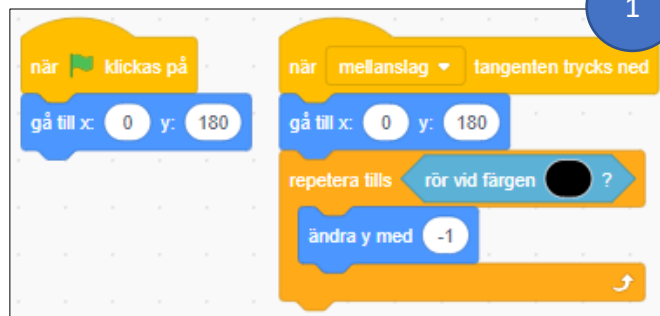 1
när klickas på
gå till x: 0 y: 180
när mellanslag tangenten trycks ned
gå till x: 0 y: 180
repetera tills rör vid färgen ?
ändra y med -1